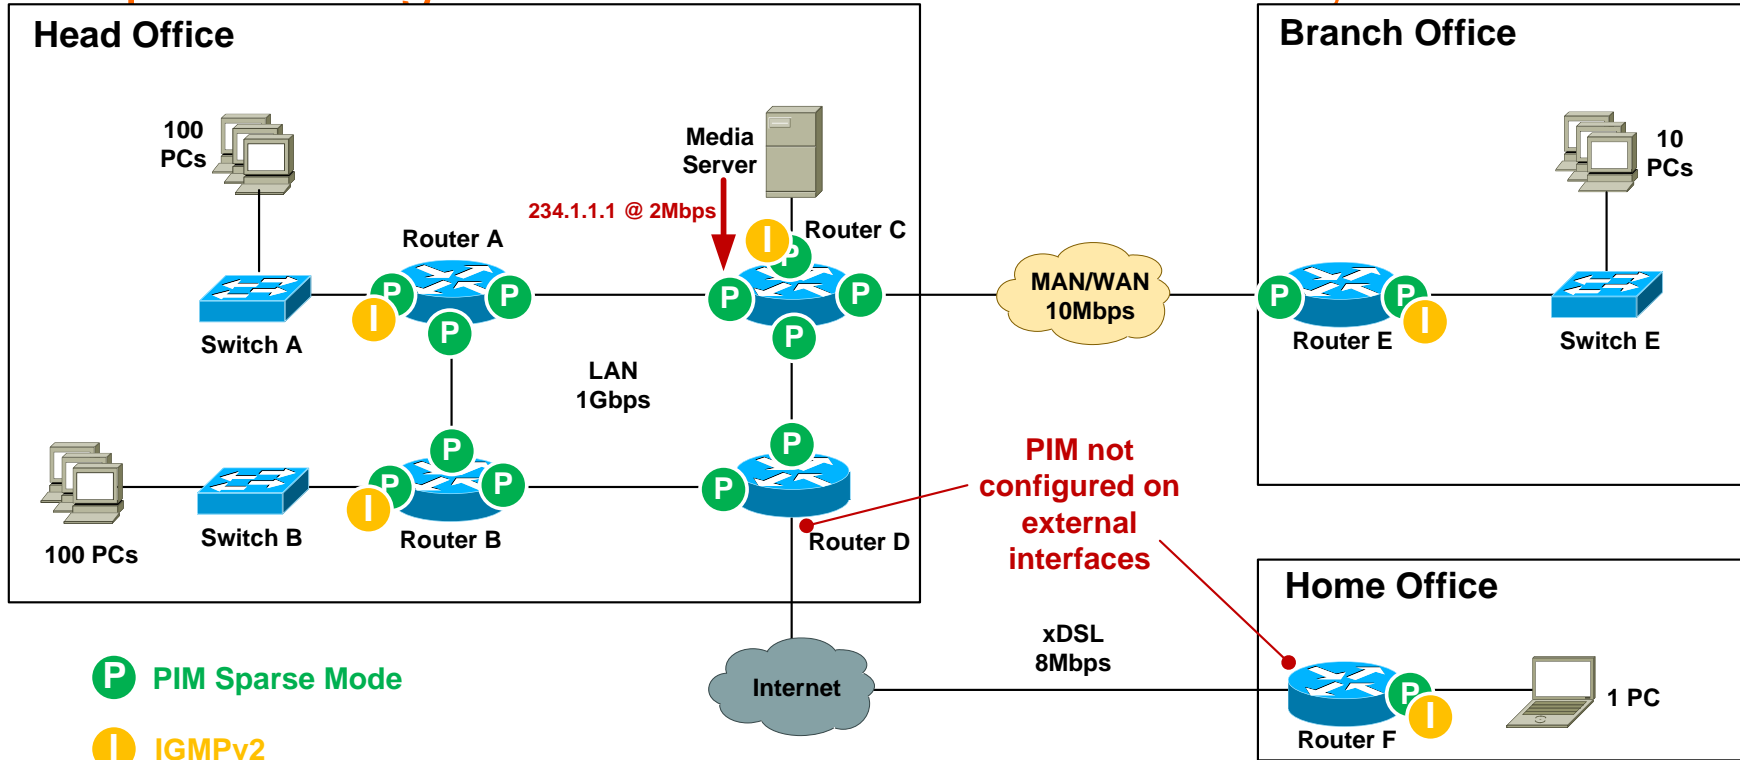 Head Office
Branch Office
100
PCs
Media
Server
10
PCs
234.1.1.1 @ 2Mbps
Router C
Router A
I
P
P
P
P
P
P
P
I
P
MAN/WAN
10Mbps
P
P
I
Switch A
Router E
Switch E
LAN
1Gbps
P
P
P
P
P
I
P
PIM not
configured on
external
interfaces
100 PCs
Switch B
Router B
Router D
Home Office
xDSL
8Mbps
P PIM Sparse Mode
Internet
P
I
1 PC
Router F
I IGMPv2